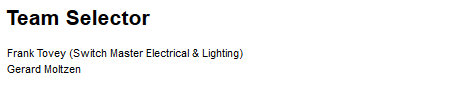 Team Selector
Frank Tovey (Switch Master Electrical & Lighting)
Gerard Moltzen